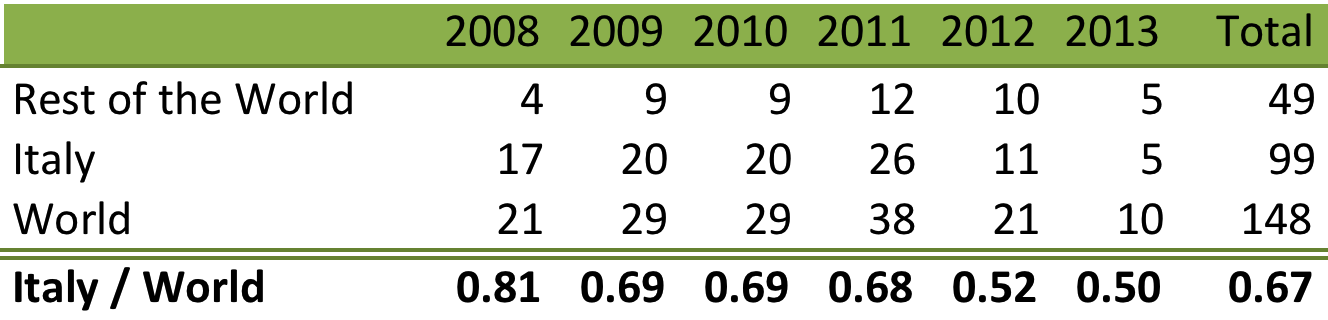 2008 2009 2010 2011 2012 2013 Total
Rest of the World 4 9 9 12 10 5 49
Italy 17 20 20 26 11 5 99
World 21 29 29 38 21 10 148
Italy / World 0.81 0.69 0.69 0.68 0.52 0.50 0.67